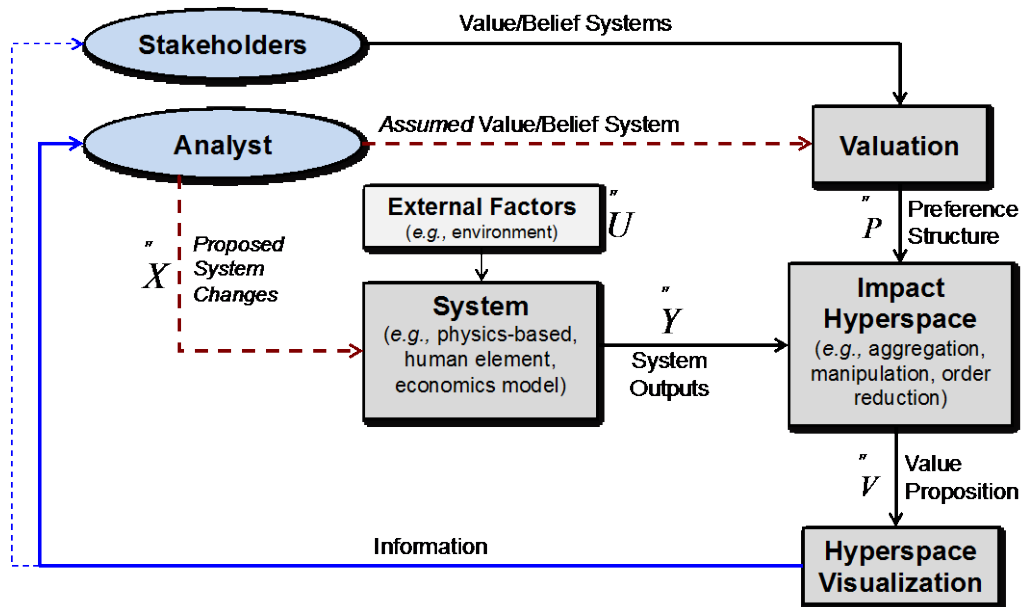 Stakeholders
Value/Belief Systems
Analyst
Assumed Value/Belief System
Valuation
External Factors
(e.g., environment)
″
U
″
P
Preference
Structure
″
X
Proposed
System
Changes
System
(e.g., physics-based,
human element,
economics model)
″
Y
System
Outputs
Impact
Hyperspace
(e.g., aggregation,
manipulation, order
reduction)
″
V
Value
Proposition
Information
Hyperspace
Visualization